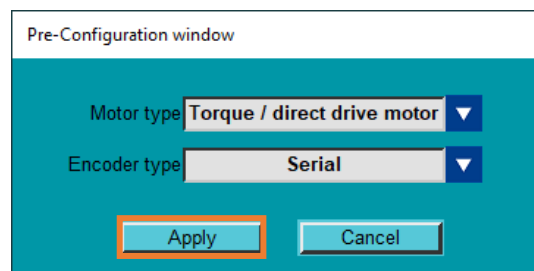 Pre-Configuration window
Motor type Torque / direct drive motor
Encoder type Serial
Apply Cancel